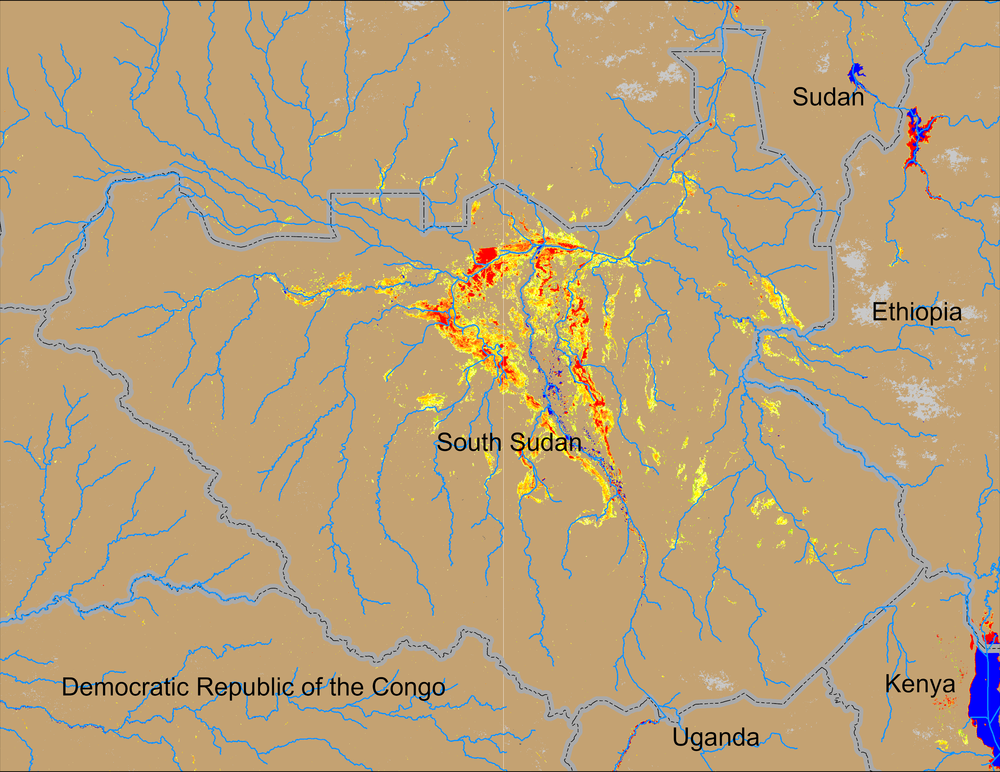 Sudan
Ethiopia
South Sudan
Democratic Republic of the Congo
Kenya
Uganda